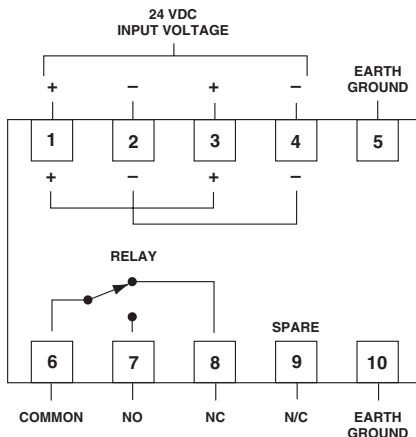 24 VDC
INPUT VOLTAGE
EARTH
GROUND
+ – + –
1 2 3 4 5
+ – + –
RELAY
SPARE
6 7 8 9 10
COMMON NO NC N/C EARTH
GROUND